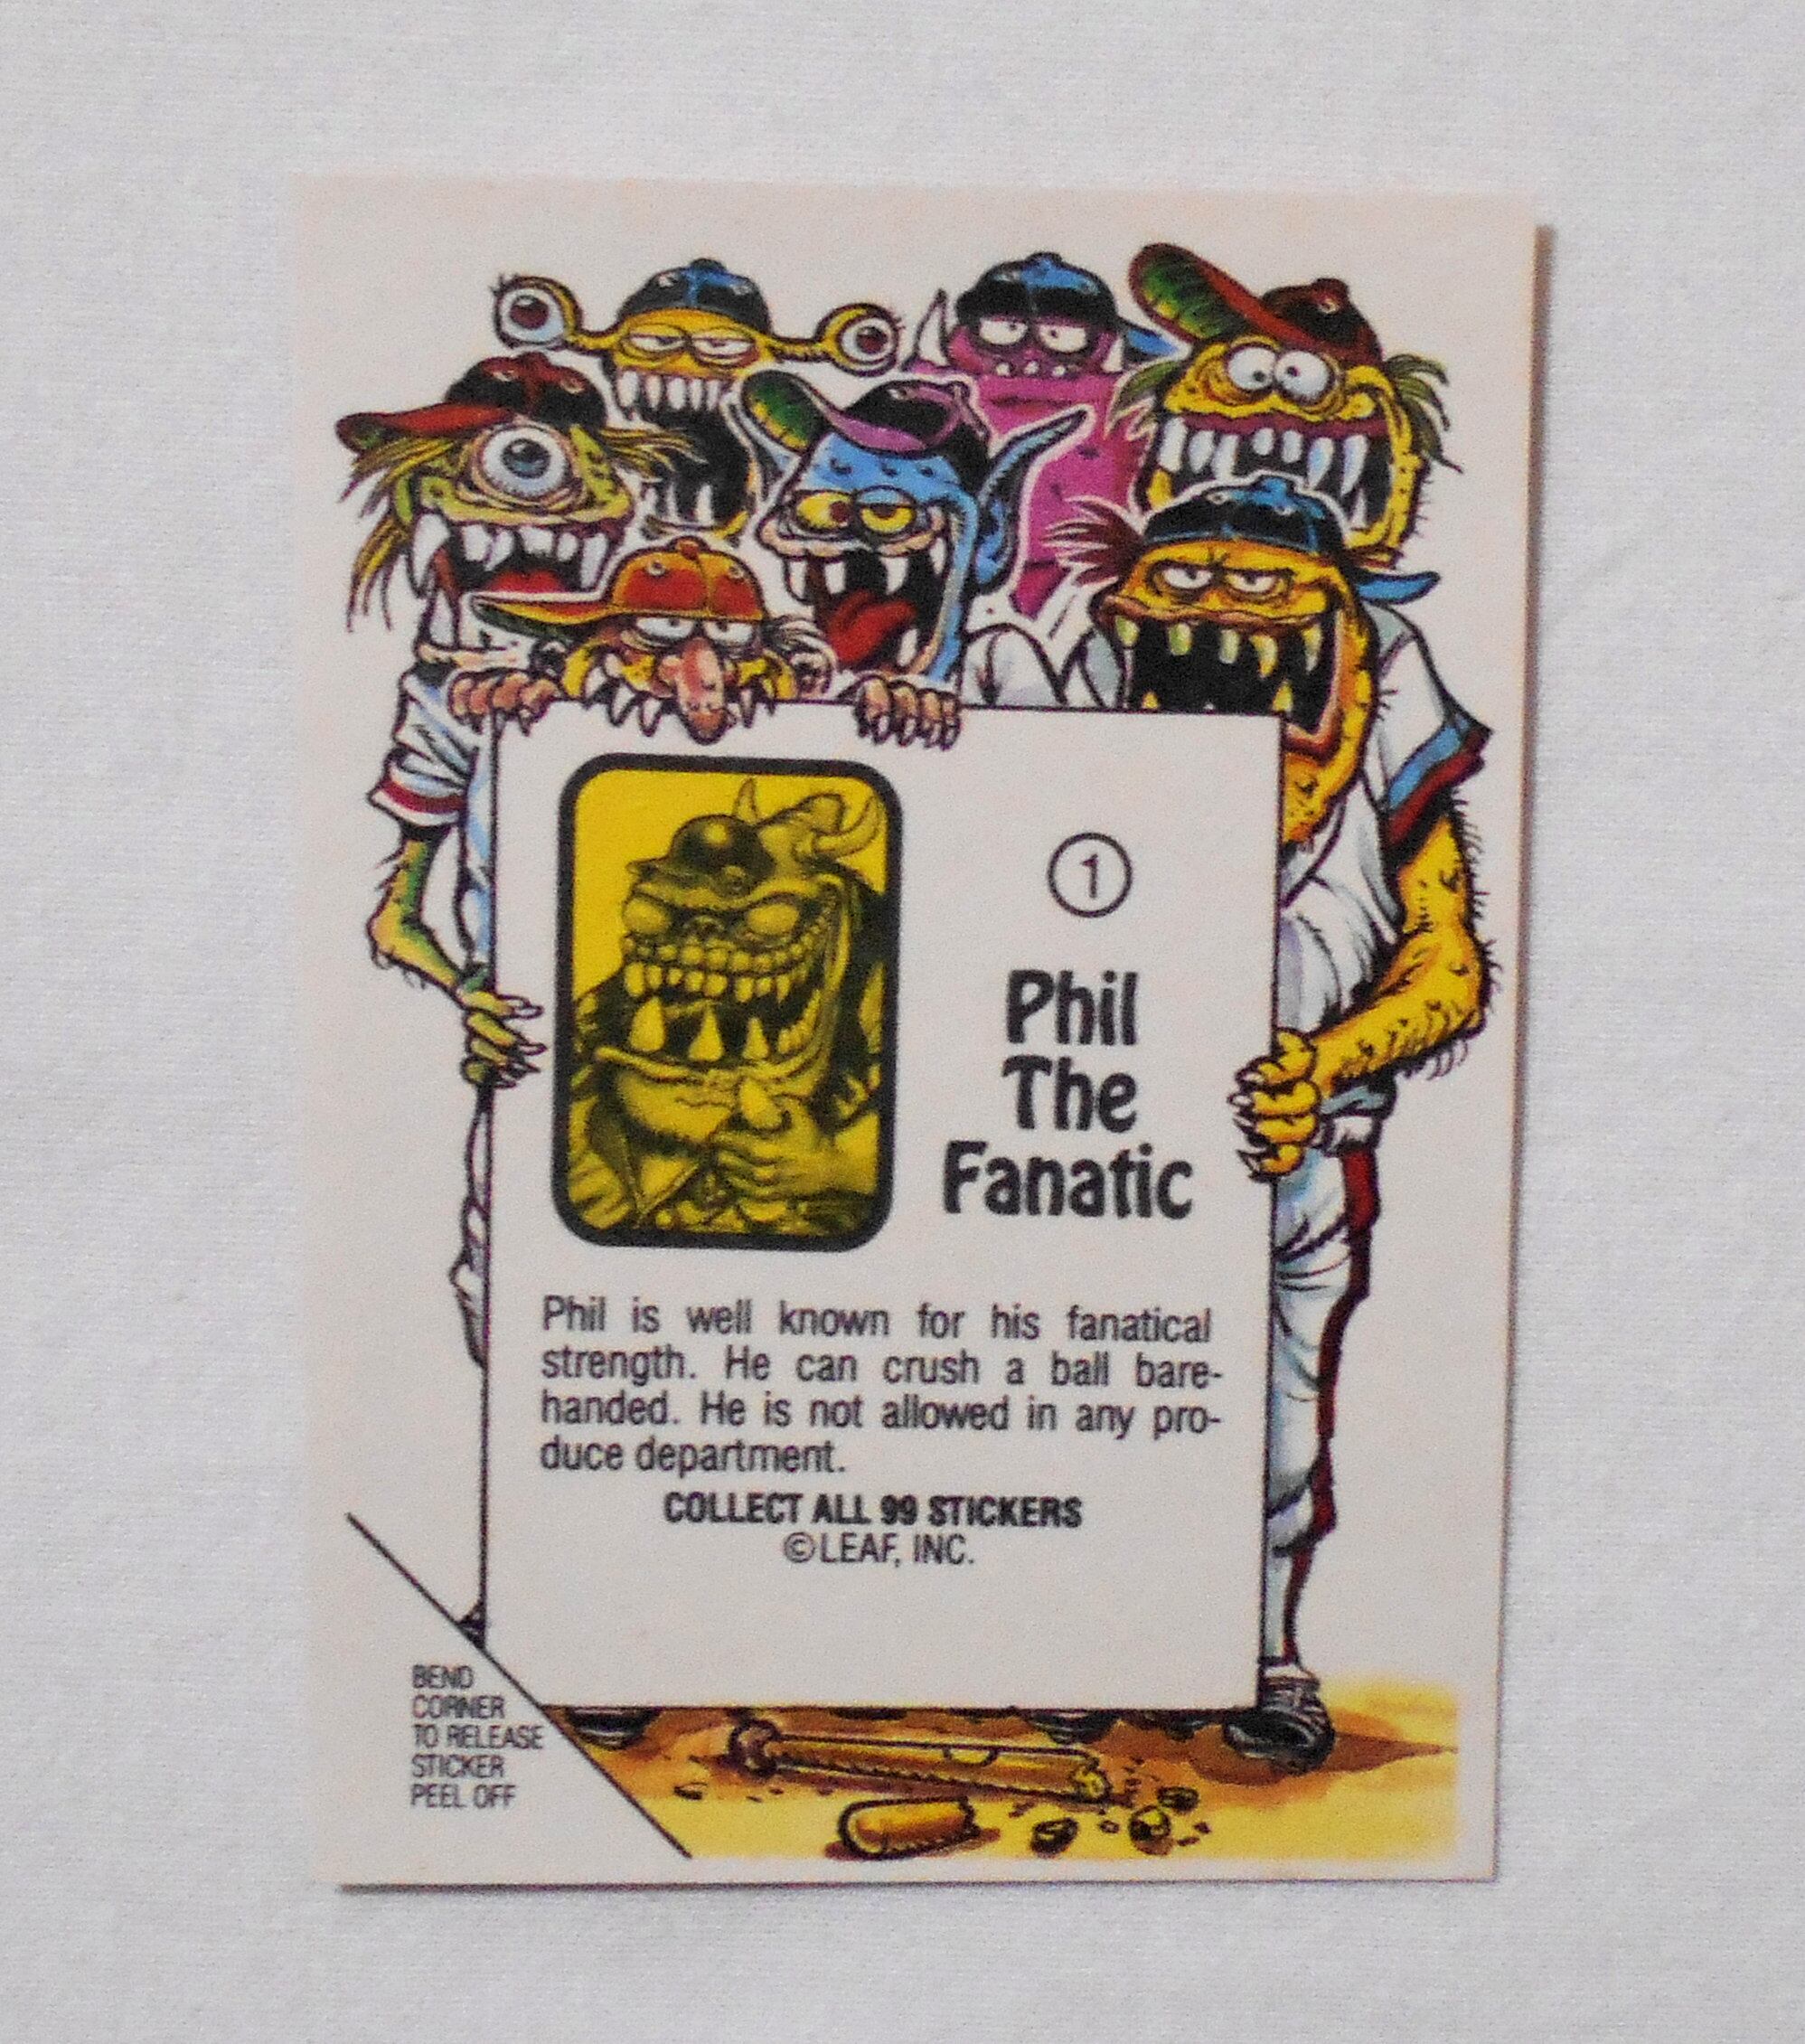 1
Phil
The
Fanatic
Phil is well known for his fanatical
strength. He can crush a ball bare-
handed. He is not allowed in any pro-
duce department.
COLLECT ALL 99 STICKERS
©LEAF, INC.
BEND
CORNER
TO RELEASE
STICKER
PEEL OFF